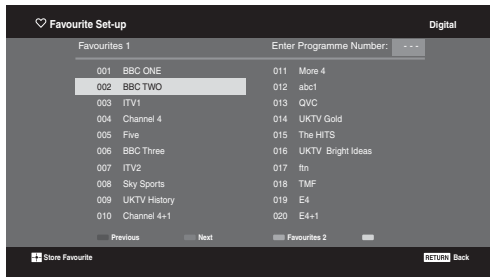 Favourite Set-up Digital
Favourites 1 Enter Programme Number: ---
001 BBC ONE 011 More 4
002 BBC TWO 012 abc1
003 ITV1 013 QVC
004 Channel 4 014 UKTV Gold
005 Five 015 The HITS
006 BBC Three 016 UKTV Bright Ideas
007 ITV2 017 ftn
008 Sky Sports 018 TMF
009 UKTV History 019 E4
010 Channel 4+1 020 E4+1
Previous Next Favourites 2
Store Favourite RETURN Back